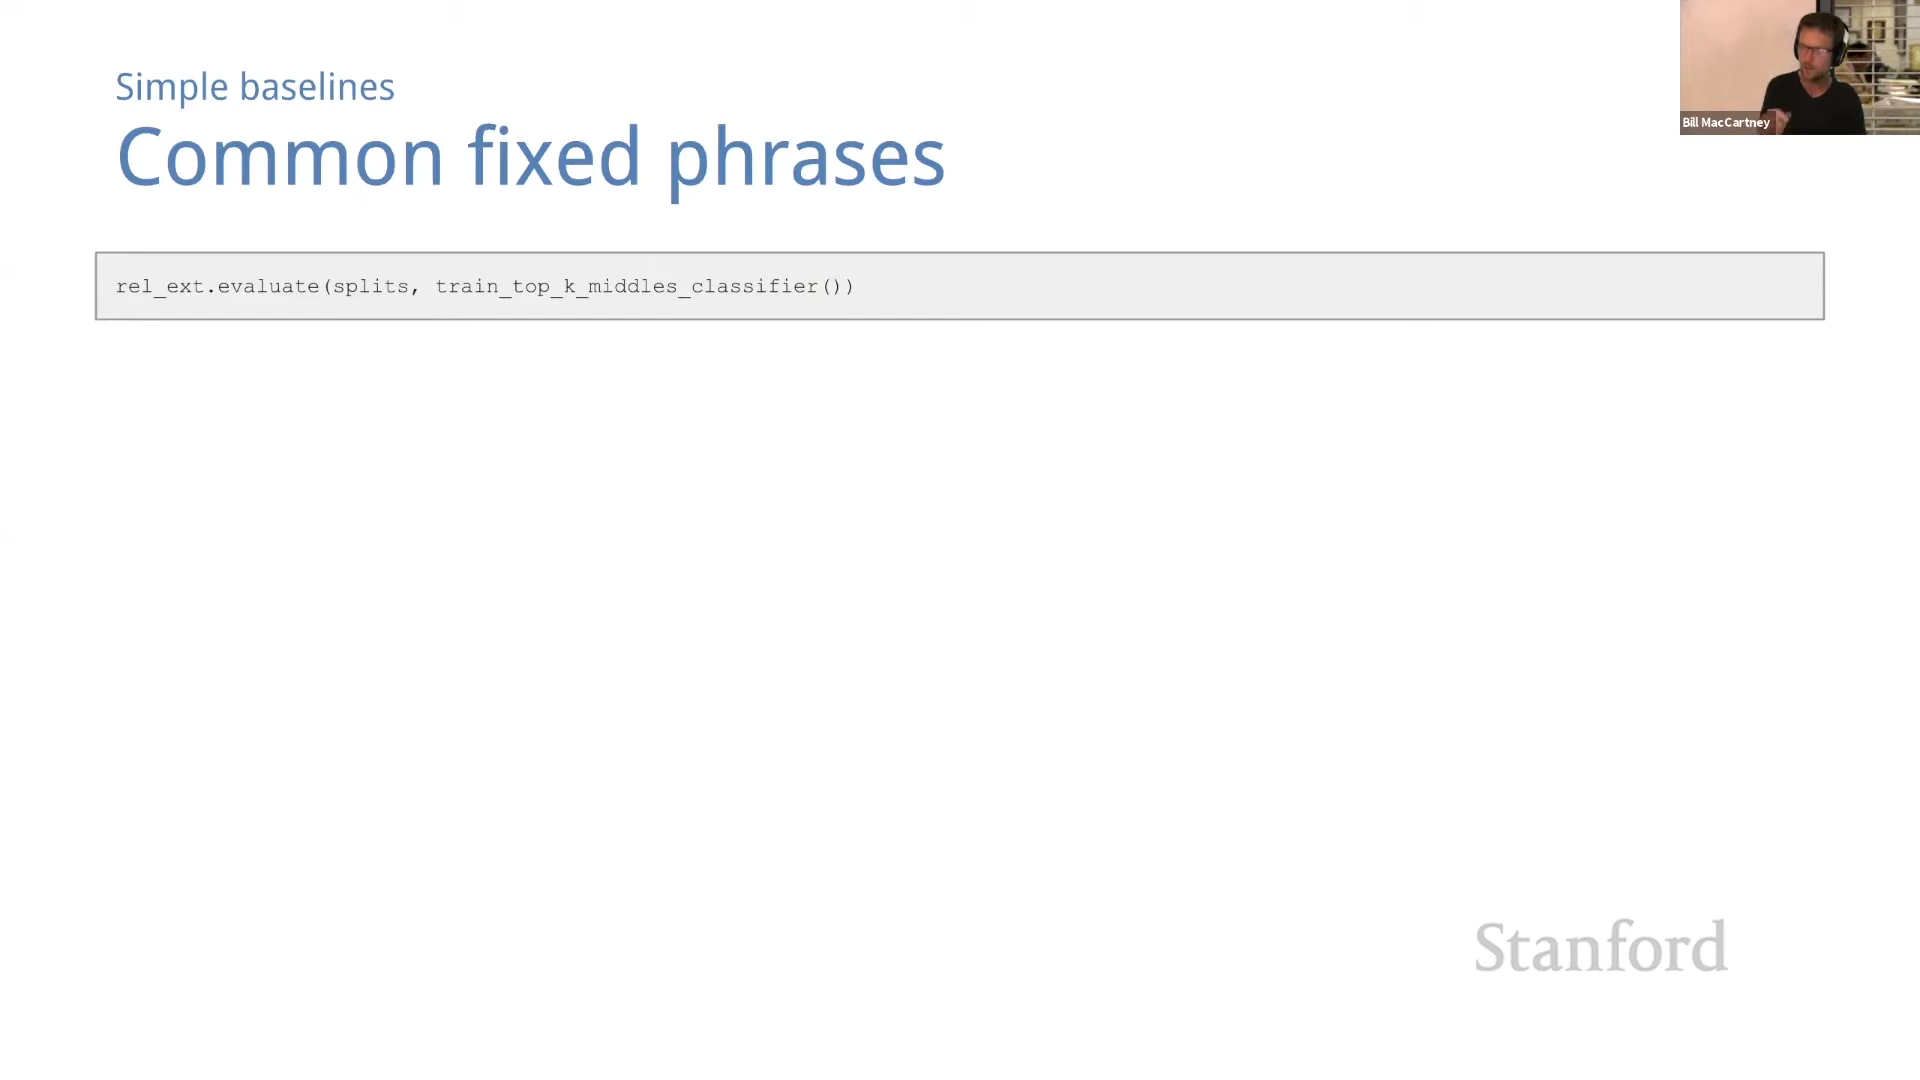 Simple baselines
Common fixed phrases
rel_ext.evaluate(splits, train_top_k_middles_classifier())
Bill MacCartney
Stanford